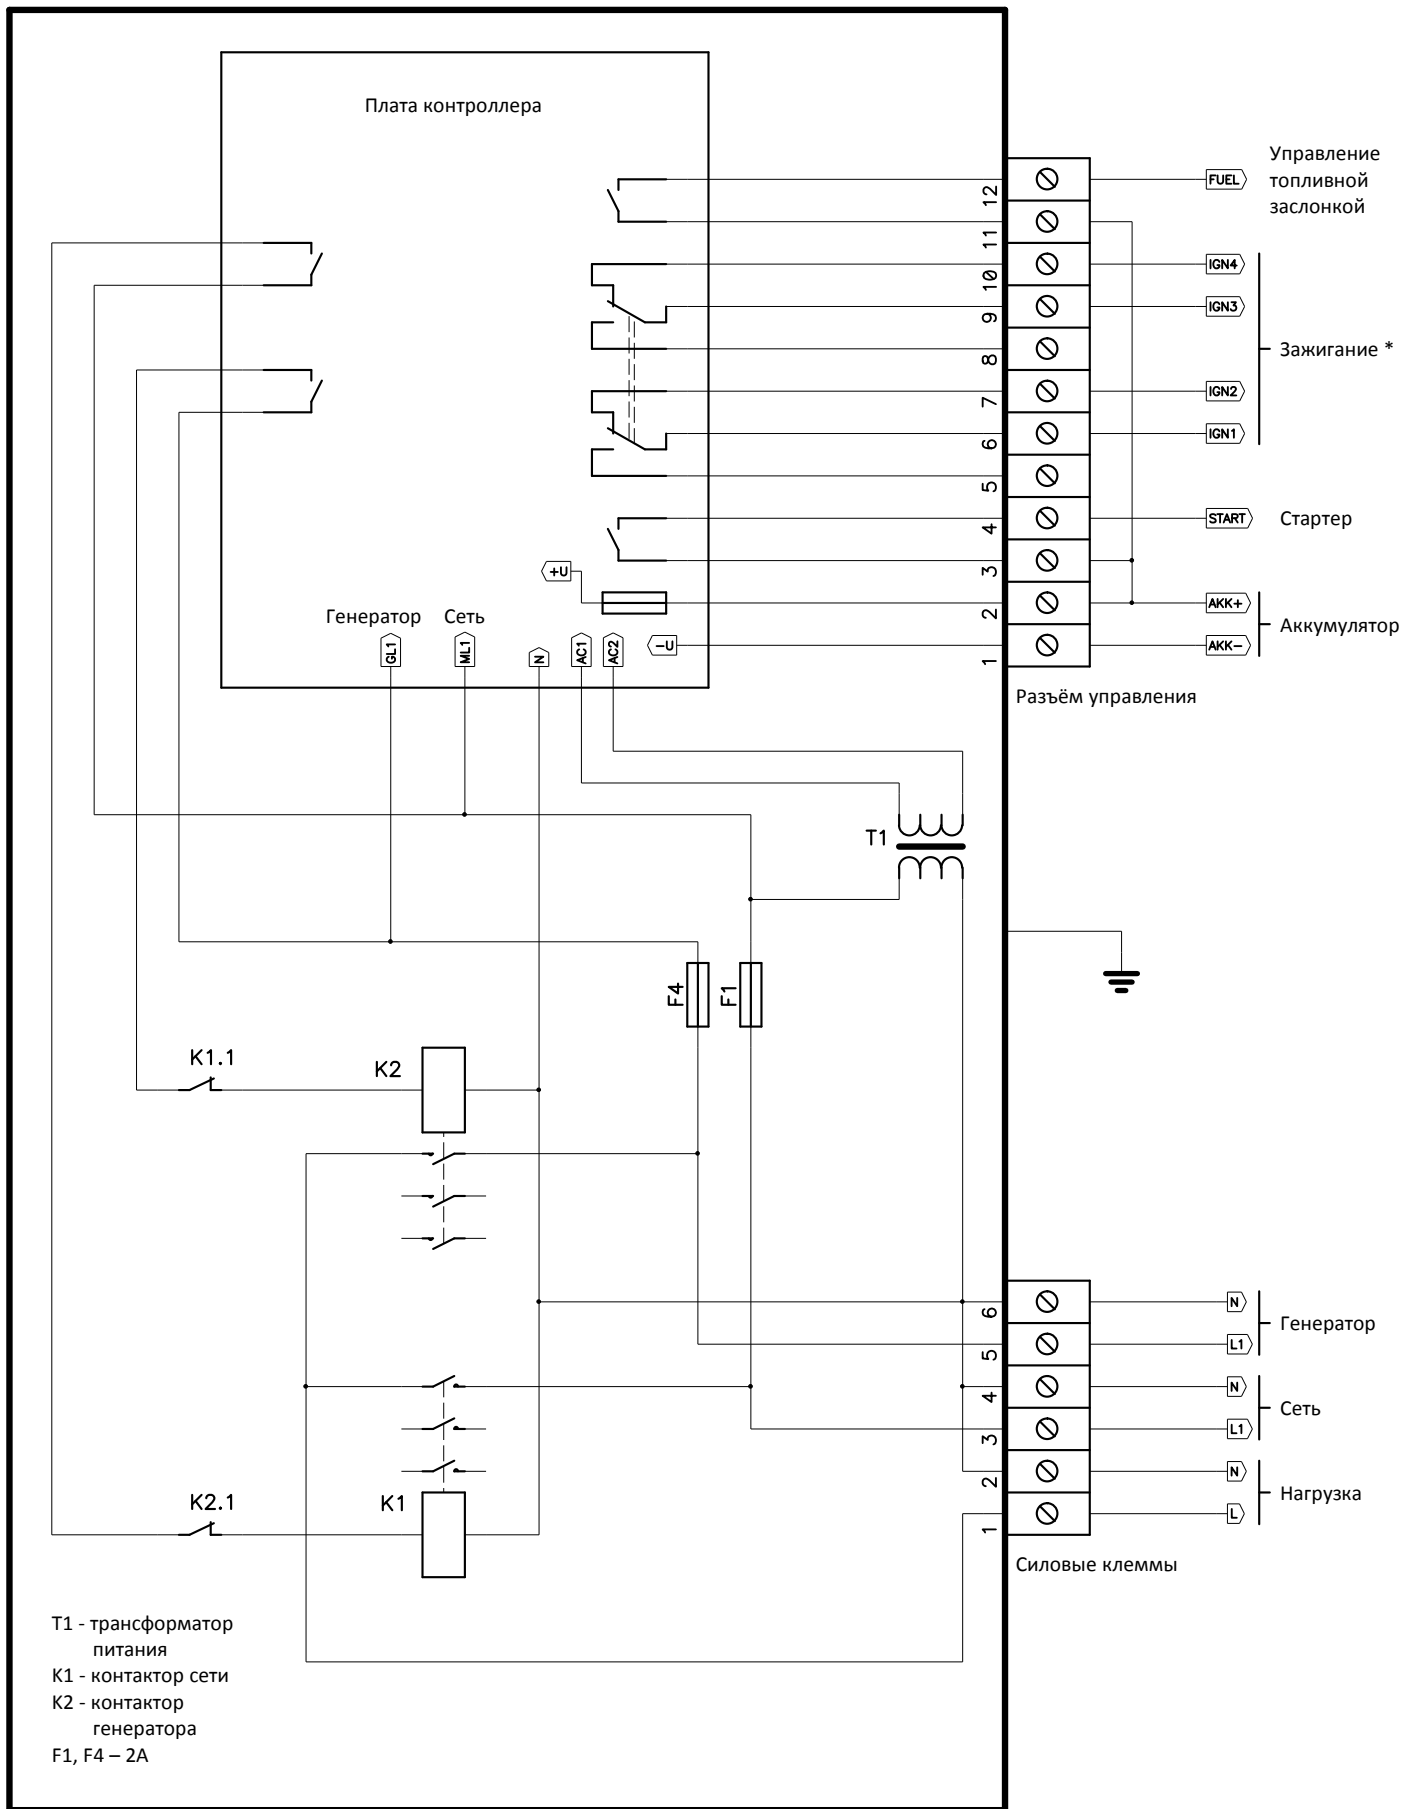 Плата контроллера
Управление
топливной
заслонкой
FUEL
12
11
10
IGN4
9
IGN3
8
Зажигание *
7
IGN2
6
IGN1
5
4
START
Стартер
3
+U
2
AKK+
Аккумулятор
Генератор
Сеть
GL1
ML1
N
AC1
AC2
-U
1
AKK-
Разъём управления
T1
F4
F1
K1.1
K2
6
N
Генератор
5
L1
4
N
Сеть
3
L1
2
N
Нагрузка
K2.1
K1
1
L
Силовые клеммы
T1 - трансформатор
питания
K1 - контактор сети
K2 - контактор
генератора
F1, F4 – 2A